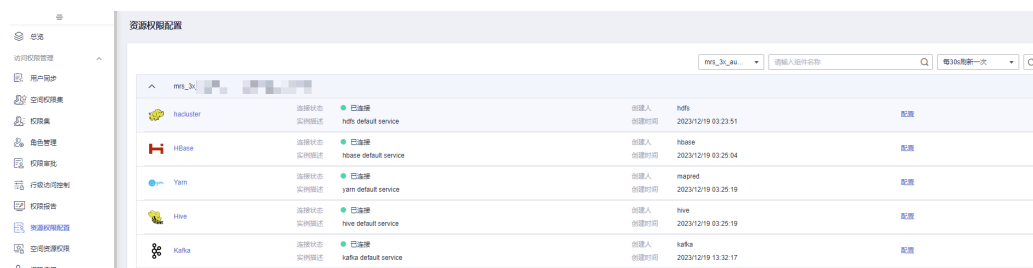 总览
访问权限管理
用户同步
空间权限集
权限集
角色管理
权限审批
行级访问控制
权限报告
资源权限配置
空间资源权限
资源权限配置
mrs_3x_au... 请输入组件名称 每30s刷新一次
mrs_3x_
hacluster 连接状态 已连接 创建人 hdfs 配置
实例描述 hdfs default service 创建时间 2023/12/19 03:23:51
HBase 连接状态 已连接 创建人 hbase 配置
实例描述 hbase default service 创建时间 2023/12/19 03:25:04
Yarn 连接状态 已连接 创建人 mapred 配置
实例描述 yarn default service 创建时间 2023/12/19 03:25:19
Hive 连接状态 已连接 创建人 hive 配置
实例描述 hive default service 创建时间 2023/12/19 03:25:19
Kafka 连接状态 已连接 创建人 kafka 配置
实例描述 kafka default service 创建时间 2023/12/19 13:32:17